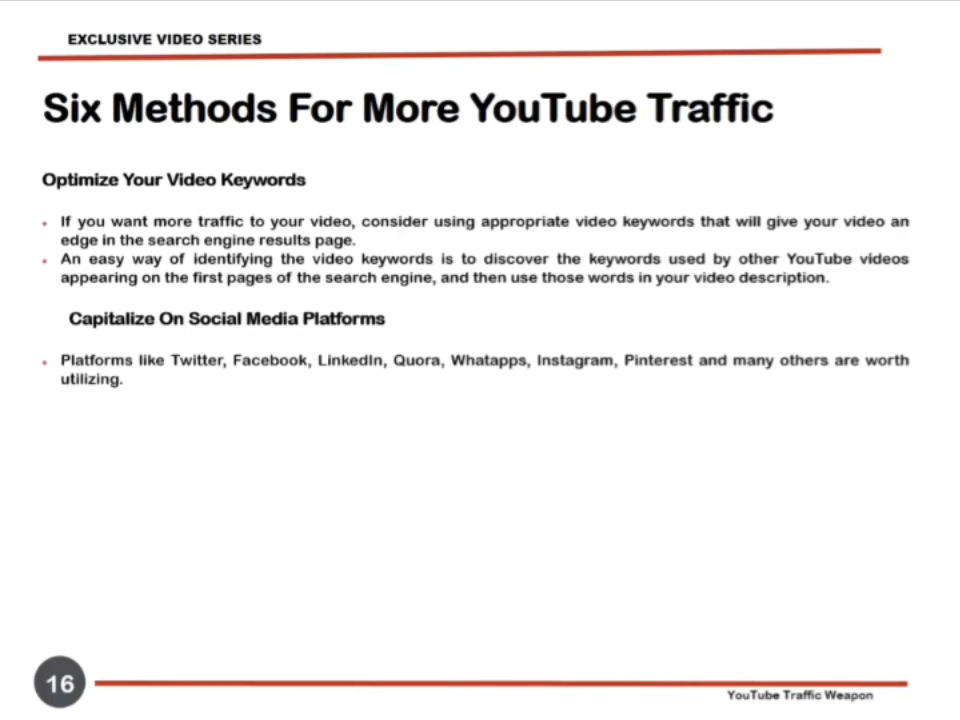 EXCLUSIVE VIDEO SERIES
Six Methods For More YouTube Traffic
Optimize Your Video Keywords
• If you want more traffic to your video, consider using appropriate video keywords that will give your video an
edge in the search engine results page.
• An easy way of identifying the video keywords is to discover the keywords used by other YouTube videos
appearing on the first pages of the search engine, and then use those words in your video description.
Capitalize On Social Media Platforms
• Platforms like Twitter, Facebook, LinkedIn, Quora, Whatapps, Instagram, Pinterest and many others are worth
utilizing.
16
YouTube Traffic Weapon